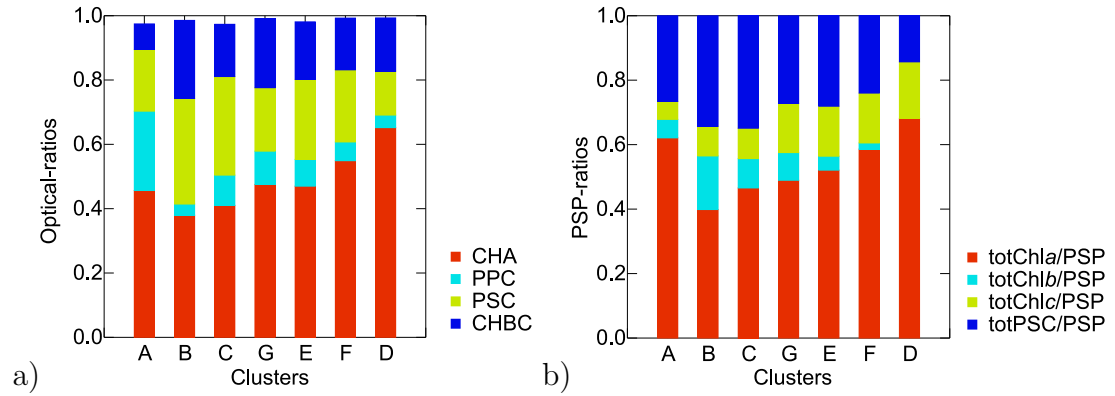 1.0
0.8
0.6
0.4
0.2
0.0
Optical-ratios
A B C G E F D
Clusters
CHA
PPC
PSC
CHBC
a)
1.0
0.8
0.6
0.4
0.2
0.0
PSP-ratios
A B C G E F D
Clusters
totChla/PSP
totChlb/PSP
totChlc/PSP
totPSC/PSP
b)